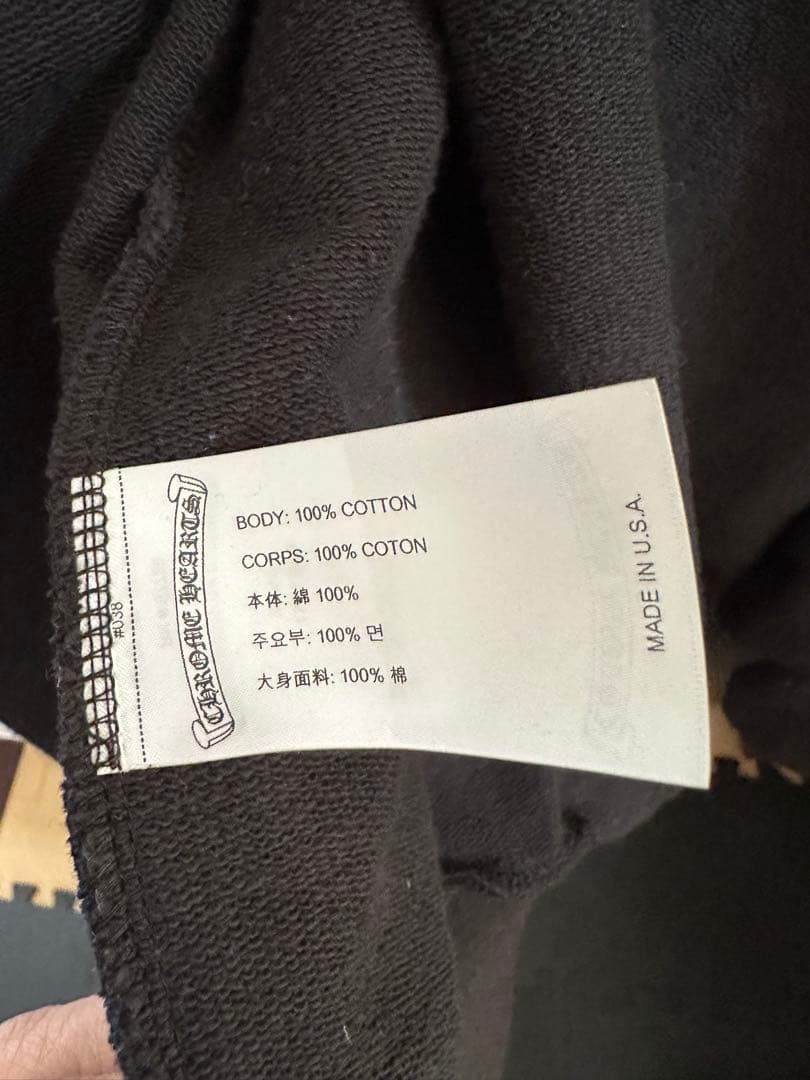 #038
CHROME HEARTS
BODY: 100% COTTON
CORPS: 100% COTON
本体: 綿 100%
주요부: 100% 면
大身面料: 100% 棉
MADE IN U.S.A.